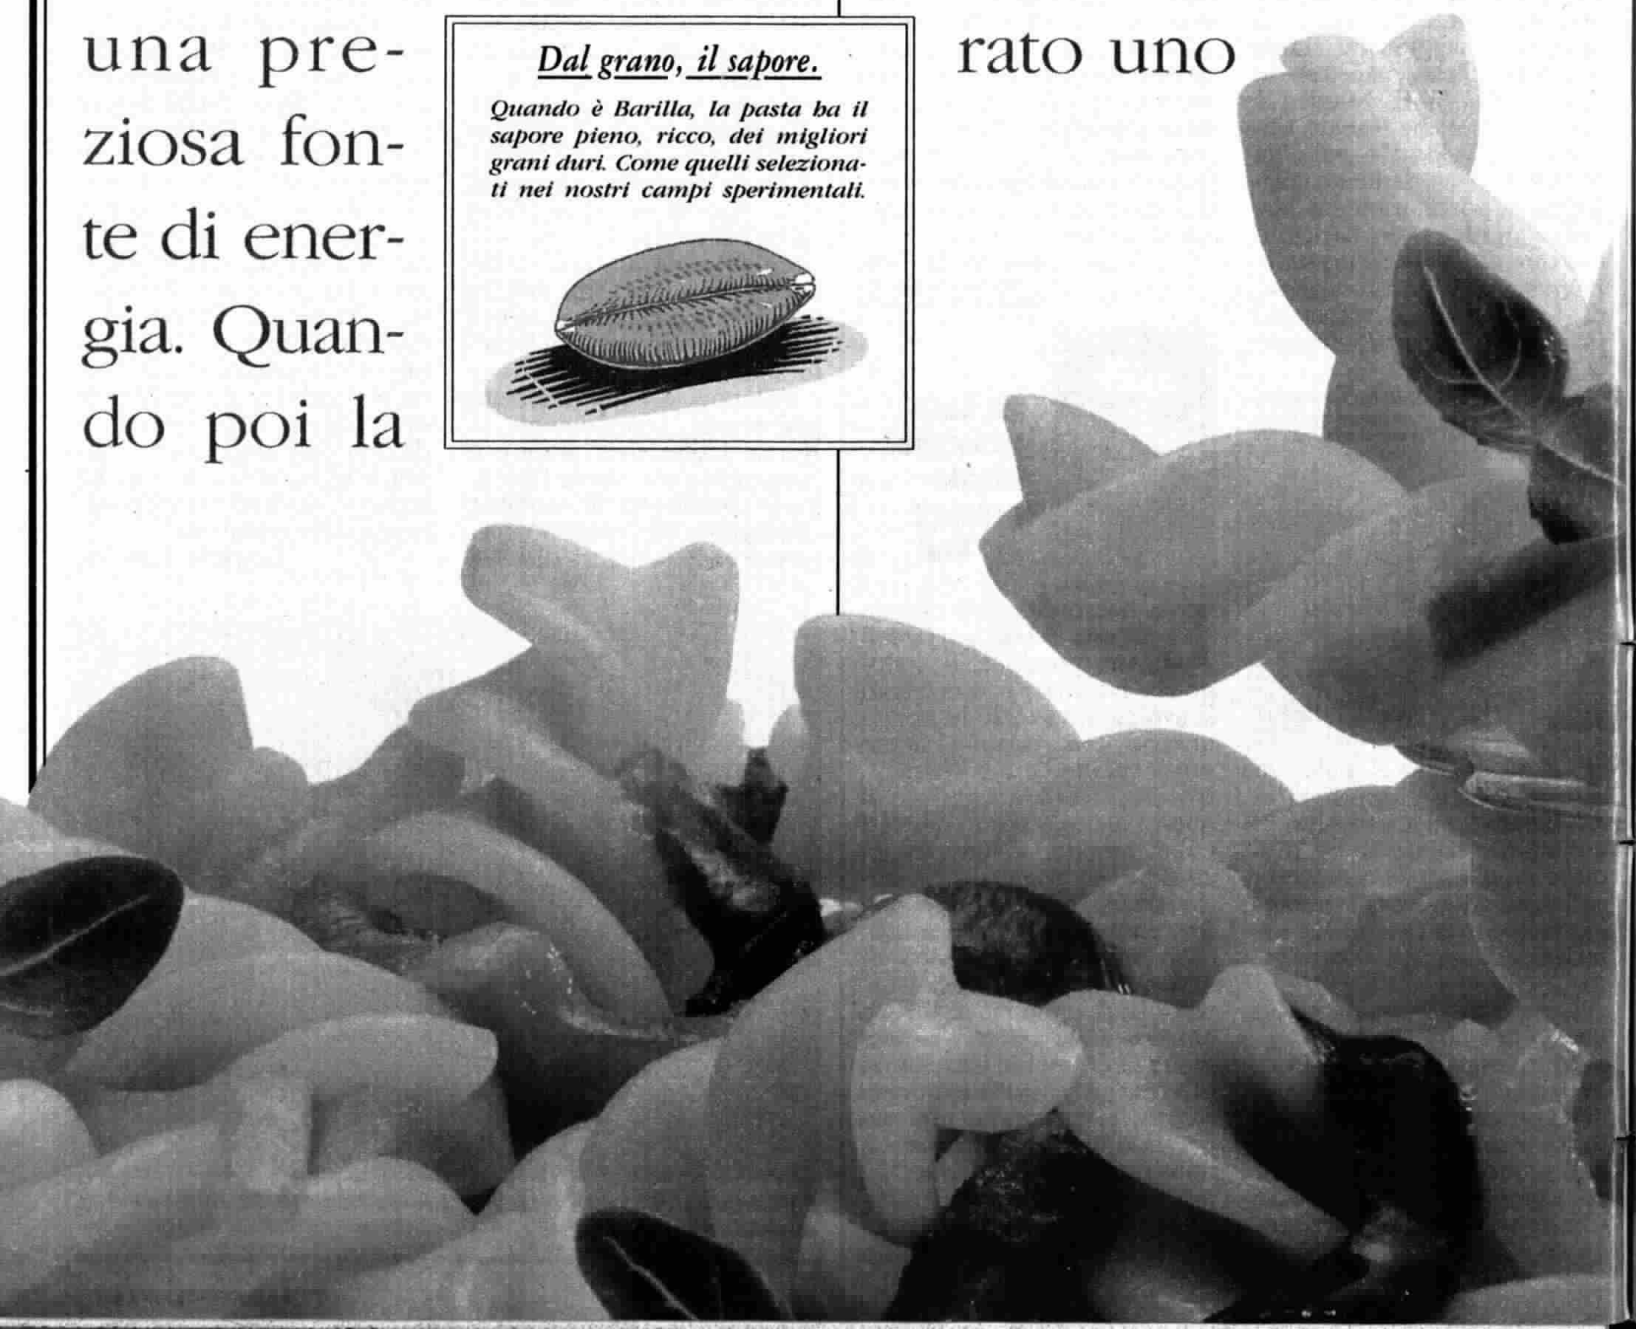 una pre-
ziosa fon-
te di ener-
gia. Quan-
do poi la
Dal grano, il sapore.
Quando è Barilla, la pasta ha il
sapore pieno, ricco, dei migliori
grani duri. Come quelli seleziona-
ti nei nostri campi sperimentali.
rato uno